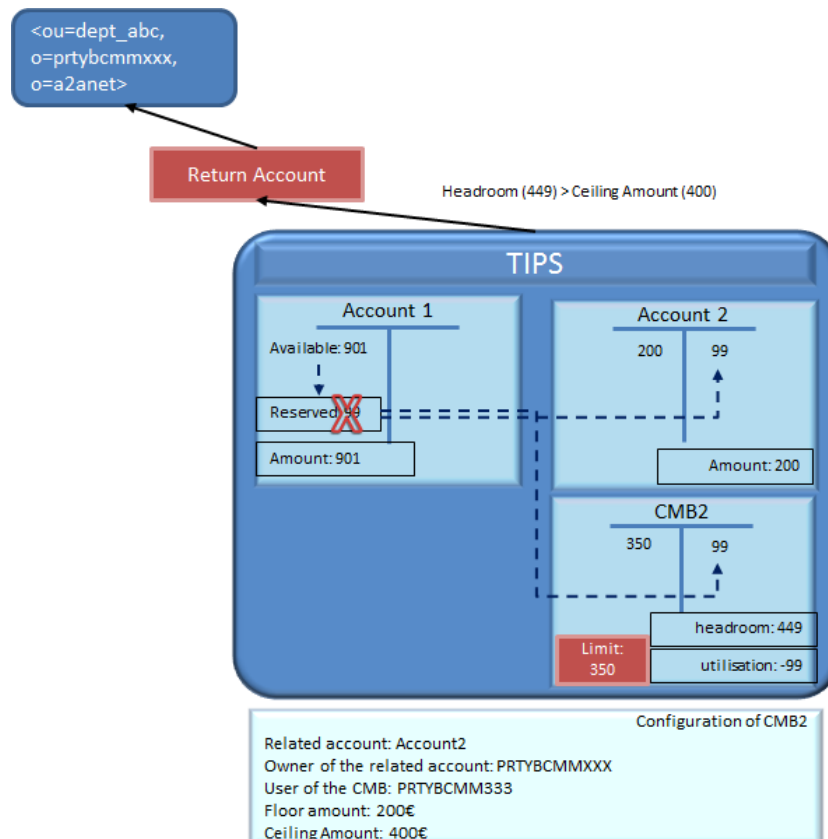 <ou=dept_abc,
o=prtybcmmxxx,
o=a2anet>
Return Account
Headroom (449) > Ceiling Amount (400)
TIPS
Account 1
Available: 901
Reserved: 99
X
Amount: 901
Account 2
200 99
Amount: 200
CMB2
350 99
headroom: 449
Limit:
350
utilisation: -99
Configuration of CMB2
Related account: Account2
Owner of the related account: PRTYBCMMXXX
User of the CMB: PRTYBCMM333
Floor amount: 200€
Ceiling Amount: 400€